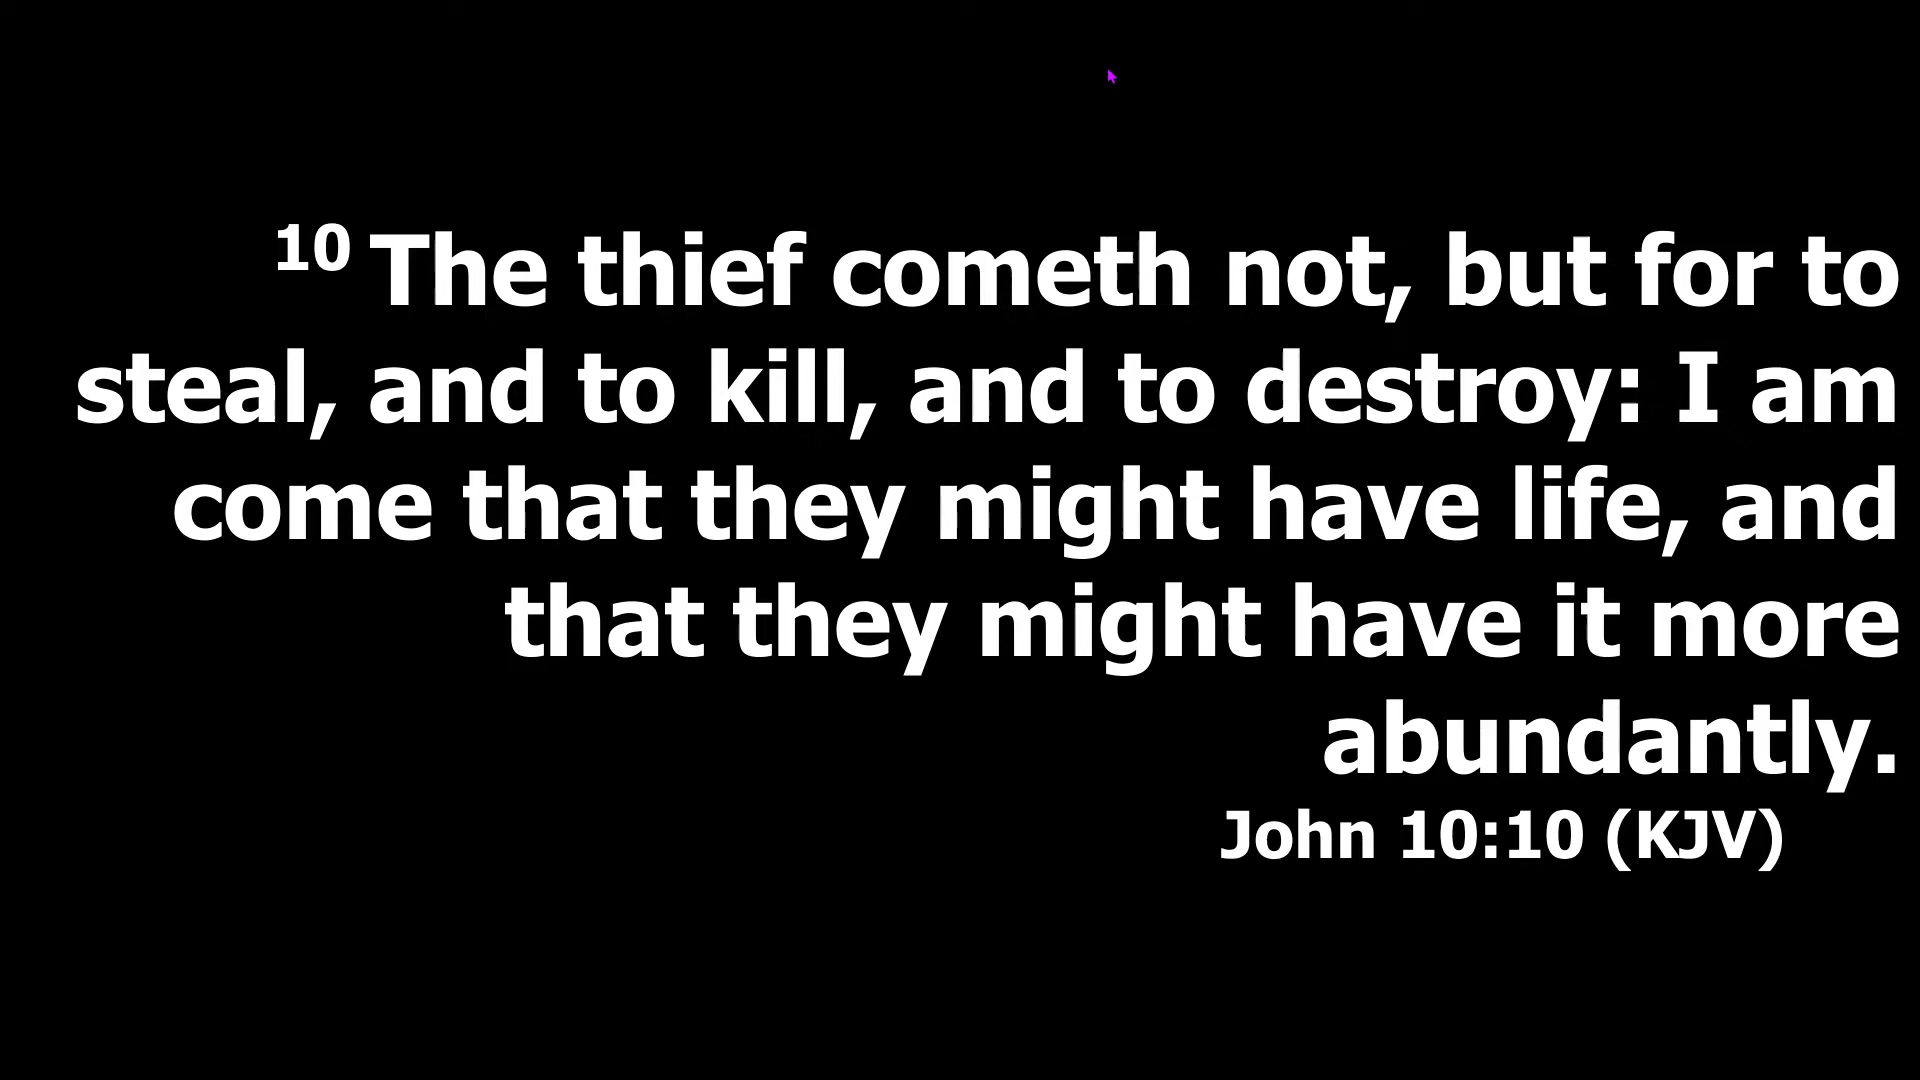 10 The thief cometh not, but for to
steal, and to kill, and to destroy: I am
come that they might have life, and
that they might have it more
abundantly.
John 10:10 (KJV)